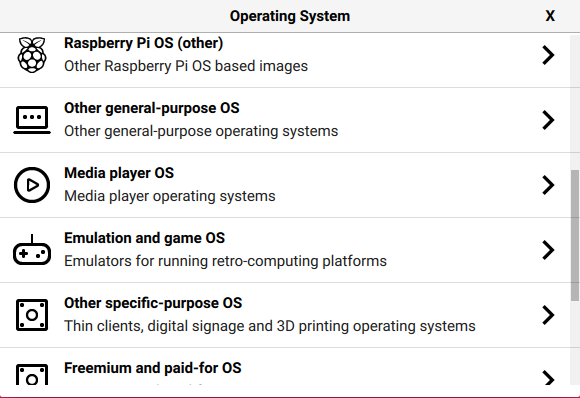 Operating System X
Raspberry Pi OS (other)
Other Raspberry Pi OS based images
Other general-purpose OS
Other general-purpose operating systems
Media player OS
Media player operating systems
Emulation and game OS
Emulators for running retro-computing platforms
Other specific-purpose OS
Thin clients, digital signage and 3D printing operating systems
Freemium and paid-for OS